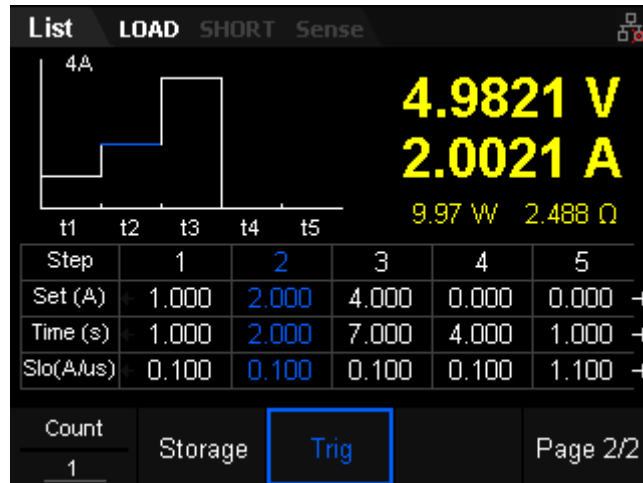 List LOAD SHORT Sense
4A
4.9821 V
2.0021 A
9.97 W 2.488 Ω
t1 t2 t3 t4 t5
Step 1 2 3 4 5
Set (A) 1.000 2.000 4.000 0.000 0.000
Time (s) 1.000 2.000 7.000 4.000 1.000
Slo(A/us) 0.100 0.100 0.100 0.100 1.100
Count
1
Storage
Trig
Page 2/2